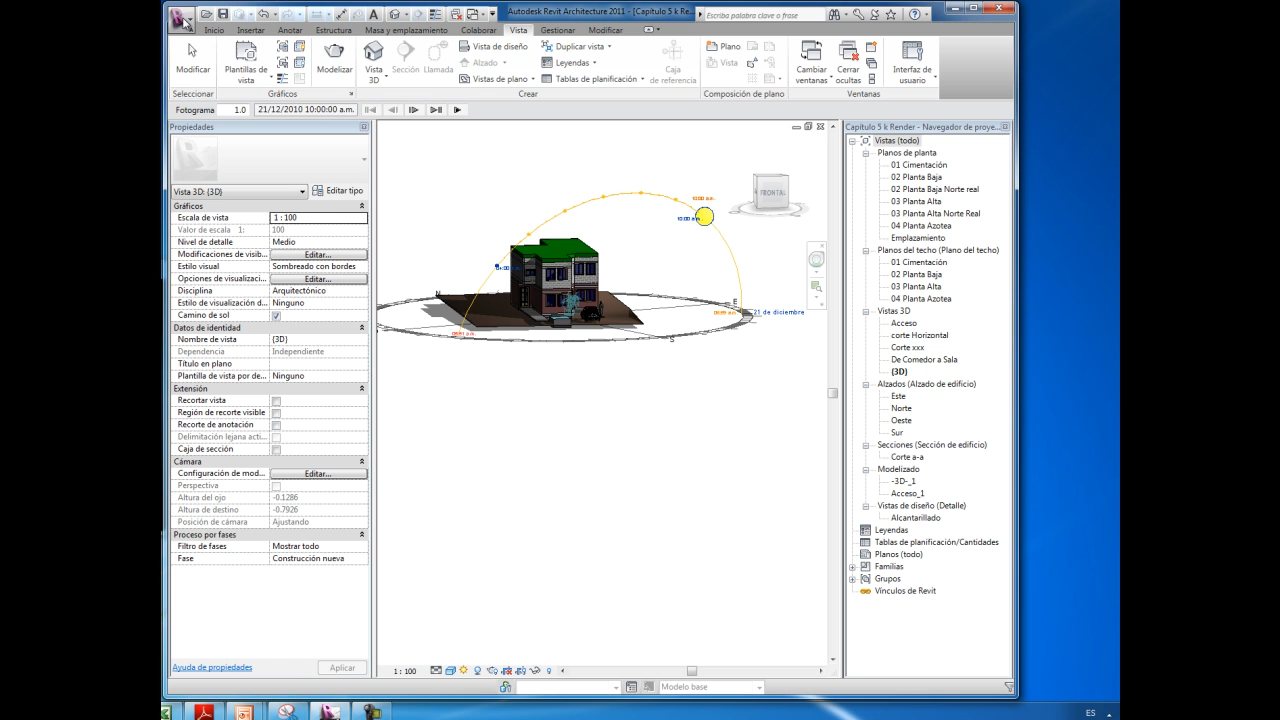 Autodesk Revit Architecture 2011 - [Capítulo 5 k Re...
Escriba palabra clave o frase
Inicio Insertar Anotar Estructura Masa y emplazamiento Colaborar Vista Gestionar Modificar
Modificar
Plantillas de vista
Modelizar
Vista 3D
Sección
Llamada
Vista de diseño
Alzado
Vistas de plano
Duplicar vista
Leyendas
Tablas de planificación
Caja de referencia
Plano
Vista
Cambiar ventanas
Cerrar ocultas
Interfaz de usuario
Seleccionar Gráficos Crear Composición de plano Ventanas
Fotograma 1.0 21/12/2010 10:00:00 a.m.
Propiedades
Vista 3D: {3D} Editar tipo
Gráficos
Escala de vista 1 : 100
Valor de escala 1: 100
Nivel de detalle Medio
Modificaciones de visib... Editar...
Estilo visual Sombreado con bordes
Opciones de visualizaci... Editar...
Disciplina Arquitectónico
Estilo de visualización d... Ninguno
Camino de sol
Datos de identidad
Nombre de vista {3D}
Dependencia Independiente
Título en plano
Plantilla de vista por de... Ninguno
Extensión
Recortar vista
Región de recorte visible
Recorte de anotación
Delimitación lejana acti...
Caja de sección
Cámara
Configuración de mod... Editar...
Perspectiva
Altura del ojo -0.1286
Altura de destino -0.7926
Posición de cámara Ajustando
Proceso por fases
Filtro de fases Mostrar todo
Fase Construcción nueva
Ayuda de propiedades Aplicar
10:00 a.m.
10:00 a.m.
FRONTAL
N
E
S
21 de diciembre
1 : 100
Modelo base
Capítulo 5 k Render - Navegador de proye...
Vistas (todo)
Planos de planta
01 Cimentación
02 Planta Baja
02 Planta Baja Norte real
03 Planta Alta
03 Planta Alta Norte Real
04 Planta Azotea
Emplazamiento
Planos del techo (Plano del techo)
01 Cimentación
02 Planta Baja
03 Planta Alta
04 Planta Azotea
Vistas 3D
Acceso
corte Horizontal
Corte xxx
De Comedor a Sala
{3D}
Alzados (Alzado de edificio)
Este
Norte
Oeste
Sur
Secciones (Sección de edificio)
Corte a-a
Modelizado
-3D-_1
Acceso_1
Vistas de diseño (Detalle)
Alcantarillado
Leyendas
Tablas de planificación/Cantidades
Planos (todo)
Familias
Grupos
Vínculos de Revit
ES